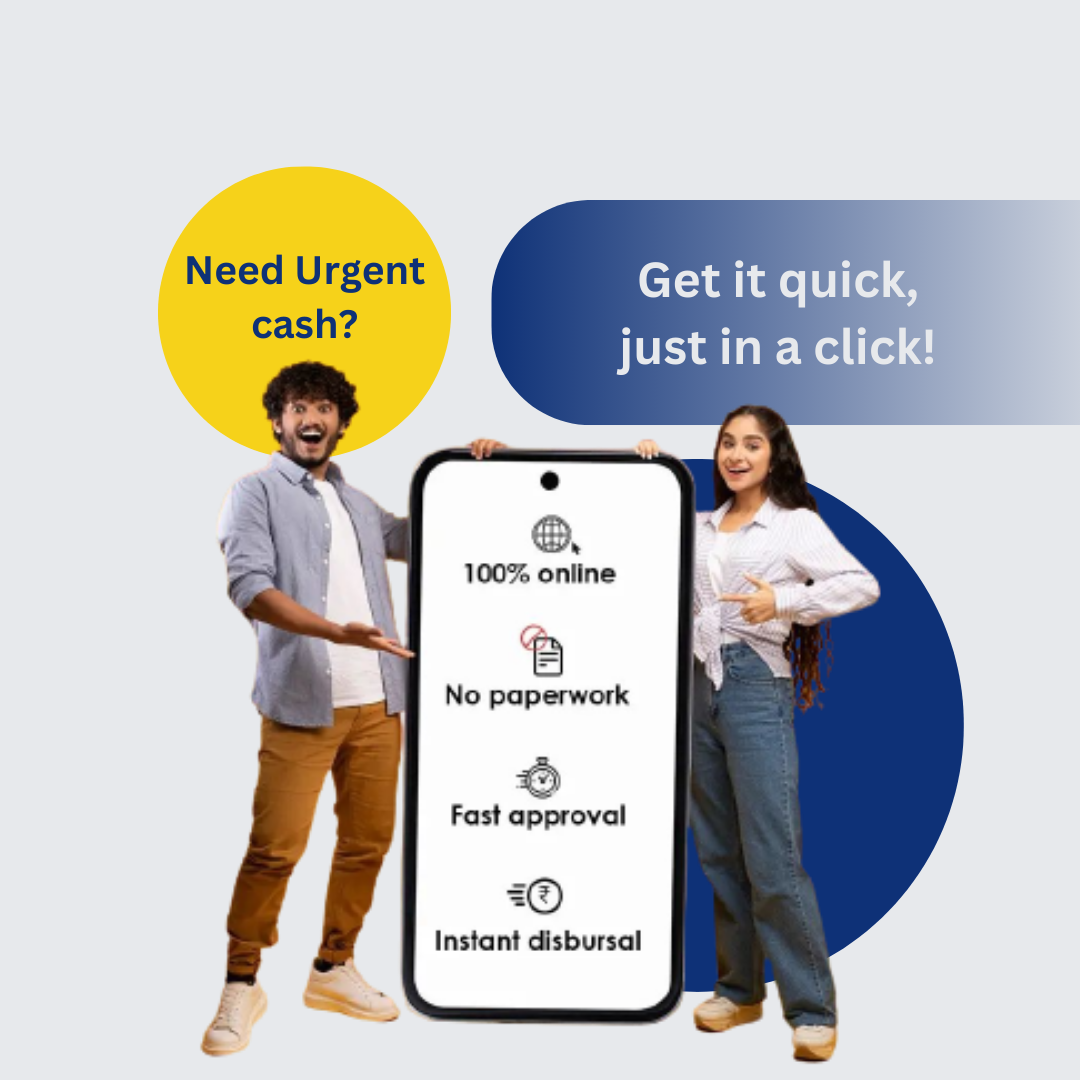 Need Urgent
cash?
Get it quick,
just in a click!
100% online
No paperwork
Fast approval
₹
Instant disbursal